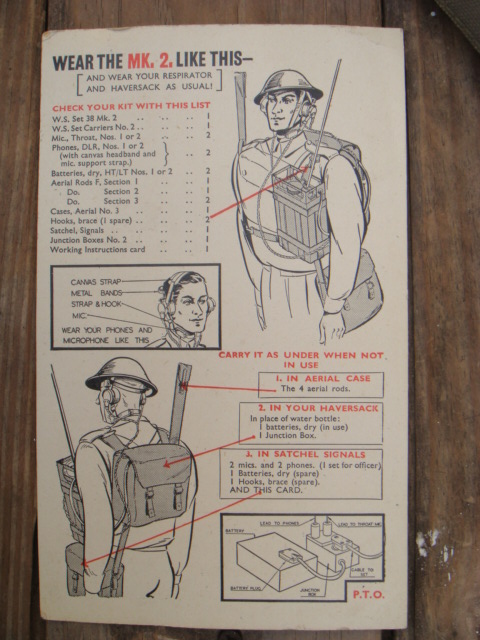 WEAR THE MK. 2, LIKE THIS—
[AND WEAR YOUR RESPIRATOR
AND HAVERSACK AS USUAL!]
CHECK YOUR KIT WITH THIS LIST
W.S. Set 38 Mk. 2 .. .. .. 1
W.S. Set Carriers No. 2 .. .. .. 1
Mic., Throat, Nos. 1 or 2 .. .. 2
Phones, DLR, Nos. 1 or 2
(with canvas headband and } .. 2
mic. support strap.)
Batteries, dry, HT/LT Nos. 1 or 2 .. 2
Aerial Rods F, Section 1 .. .. 1
Do. Section 2 .. .. 1
Do. Section 3 .. .. 2
Cases, Aerial No. 3 .. .. .. 1
Hooks, brace (1 spare) .. .. .. 2
Satchel, Signals .. .. .. .. 1
Junction Boxes No. 2 .. .. .. 1
Working Instructions card .. .. 1
CANVAS STRAP
METAL BANDS
STRAP & HOOK
MIC.
WEAR YOUR PHONES AND
MICROPHONE LIKE THIS
CARRY IT AS UNDER WHEN NOT
IN USE
1. IN AERIAL CASE
The 4 aerial rods.
2. IN YOUR HAVERSACK
In place of water bottle:
1 batteries, dry (in use)
1 Junction Box.
3. IN SATCHEL SIGNALS
2 mics. and 2 phones. (1 set for officer)
1 Batteries, dry (spare)
1 Hooks, brace (spare).
AND THIS CARD.
LEAD TO PHONES
LEAD TO THROAT MIC.
BATTERY
CABLE TO
SET
BATTERY PLUG
JUNCTION
BOX
P.T.O.